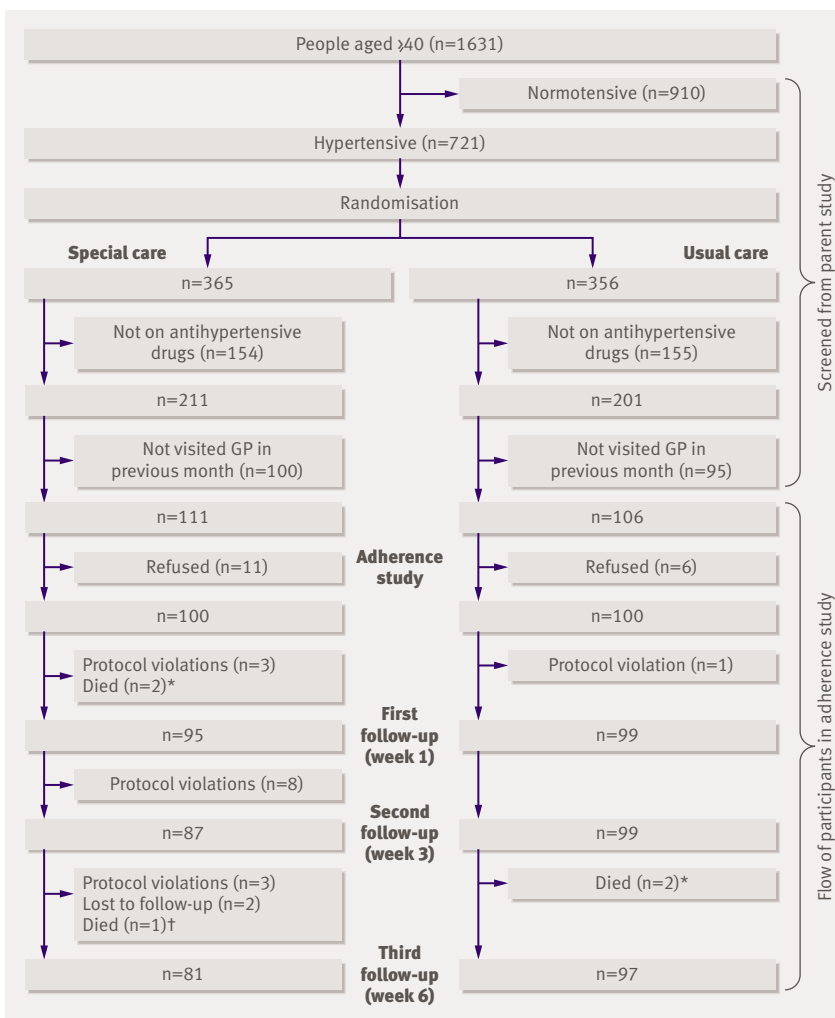 People aged ⩾40 (n=1631)
Normotensive (n=910)
Hypertensive (n=721)
Randomisation
Special care
Usual care
n=365
n=356
Not on antihypertensive
drugs (n=154)
Not on antihypertensive
drugs (n=155)
n=211
n=201
Not visited GP in
previous month (n=100)
Not visited GP in
previous month (n=95)
Screened from parent study
n=111
n=106
Adherence
study
Refused (n=11)
Refused (n=6)
n=100
n=100
Protocol violations (n=3)
Died (n=2)*
Protocol violation (n=1)
First
follow-up
(week 1)
n=95
n=99
Protocol violations (n=8)
Second
follow-up
(week 3)
n=87
n=99
Protocol violations (n=3)
Lost to follow-up (n=2)
Died (n=1)†
Died (n=2)*
Third
follow-up
(week 6)
n=81
n=97
Flow of participants in adherence study